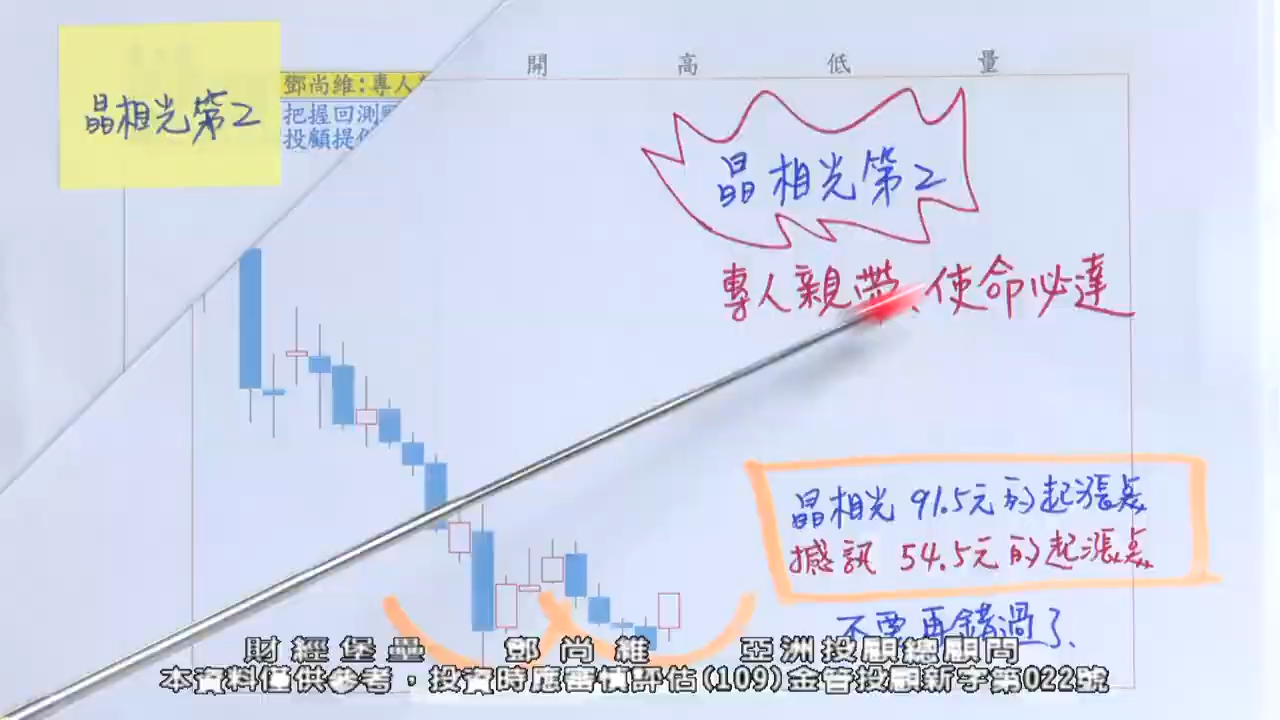 開 高 低 量
晶相光第2
鄧尚維:專人
把握回測
投顧提供
晶相光第2
專人親帶、使命必達
晶相光 91.5元的起漲點
撼訊 54.5元的起漲點
不要再錯過了
財經堡壘 鄧尚維 亞洲投顧總顧問
本資料僅供參考，投資時應審慎評估(109)金管投顧新字第022號